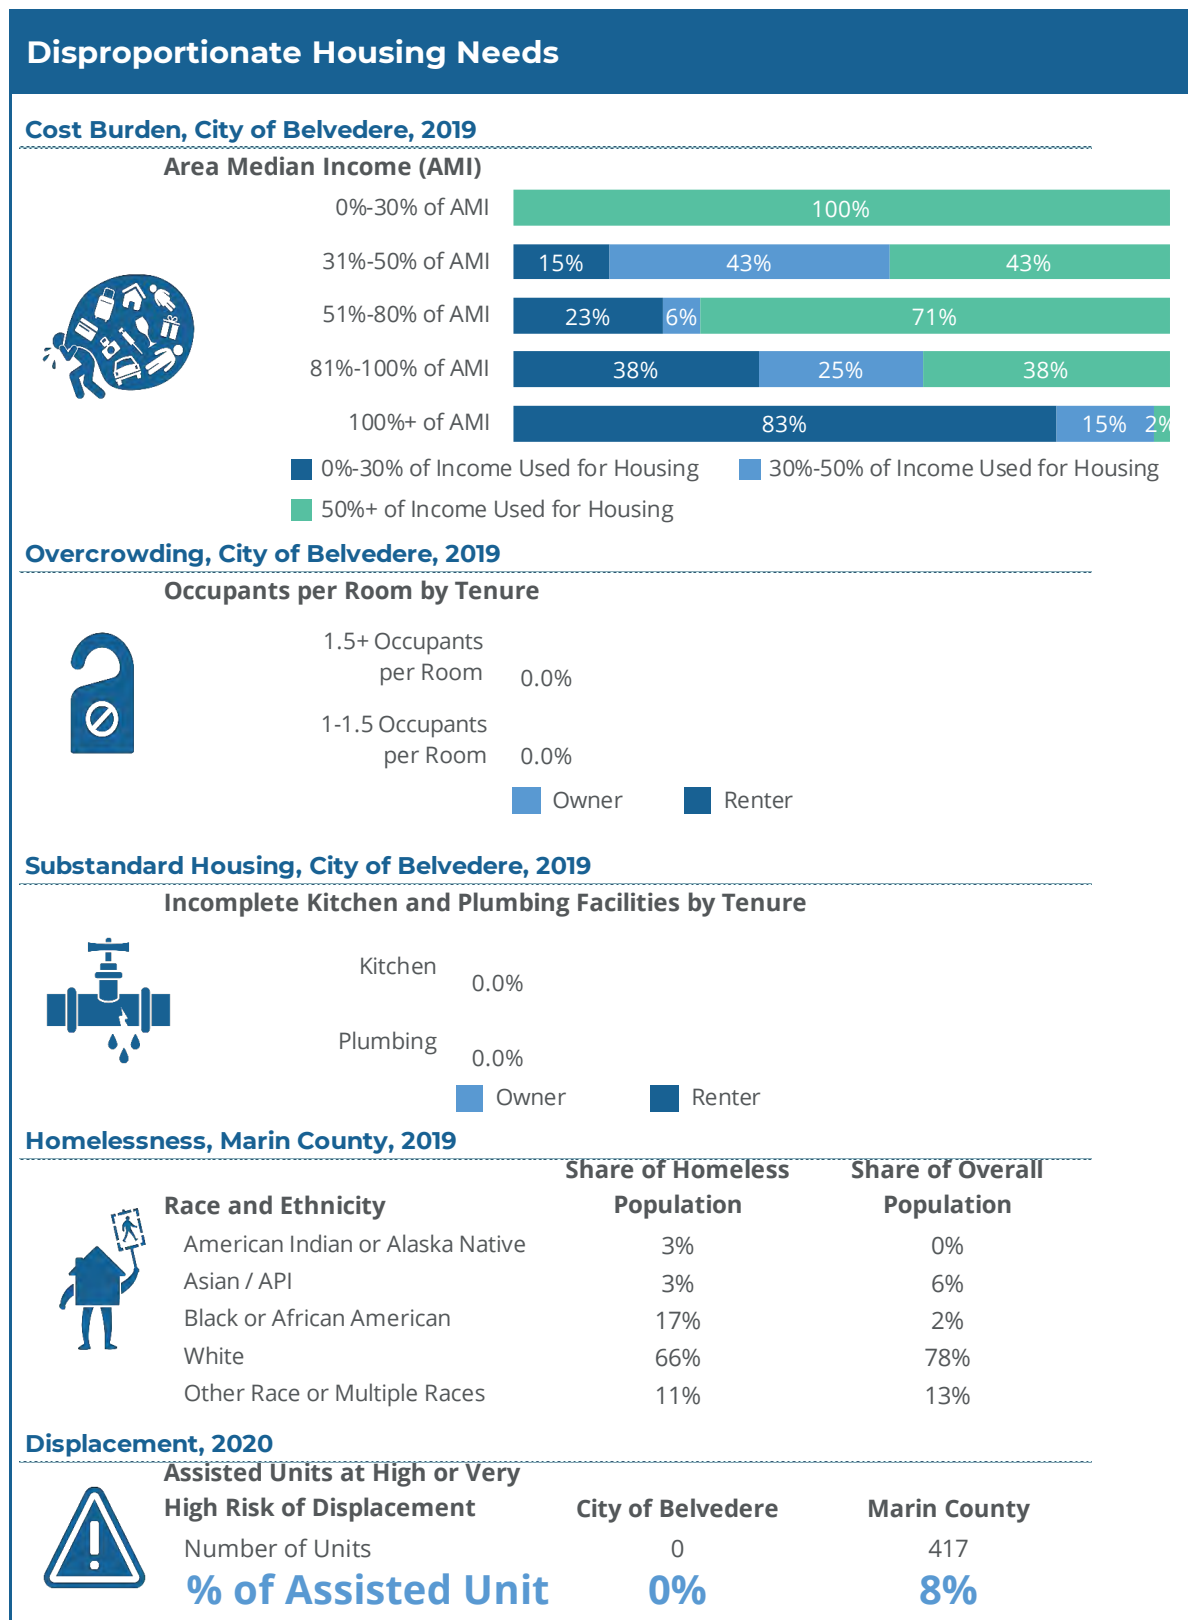 Disproportionate Housing Needs
Cost Burden, City of Belvedere, 2019
Area Median Income (AMI)
0%-30% of AMI 100%
31%-50% of AMI 15% 43% 43%
51%-80% of AMI 23% 6% 71%
81%-100% of AMI 38% 25% 38%
100%+ of AMI 83% 15% 2%
0%-30% of Income Used for Housing 30%-50% of Income Used for Housing
50%+ of Income Used for Housing
Overcrowding, City of Belvedere, 2019
Occupants per Room by Tenure
1.5+ Occupants
per Room 0.0%
1-1.5 Occupants
per Room 0.0%
Owner Renter
Substandard Housing, City of Belvedere, 2019
Incomplete Kitchen and Plumbing Facilities by Tenure
Kitchen 0.0%
Plumbing 0.0%
Owner Renter
Homelessness, Marin County, 2019
Share of Homeless Share of Overall
Race and Ethnicity Population Population
American Indian or Alaska Native 3% 0%
Asian / API 3% 6%
Black or African American 17% 2%
White 66% 78%
Other Race or Multiple Races 11% 13%
Displacement, 2020
Assisted Units at High or Very
High Risk of Displacement City of Belvedere Marin County
Number of Units 0 417
% of Assisted Unit 0% 8%